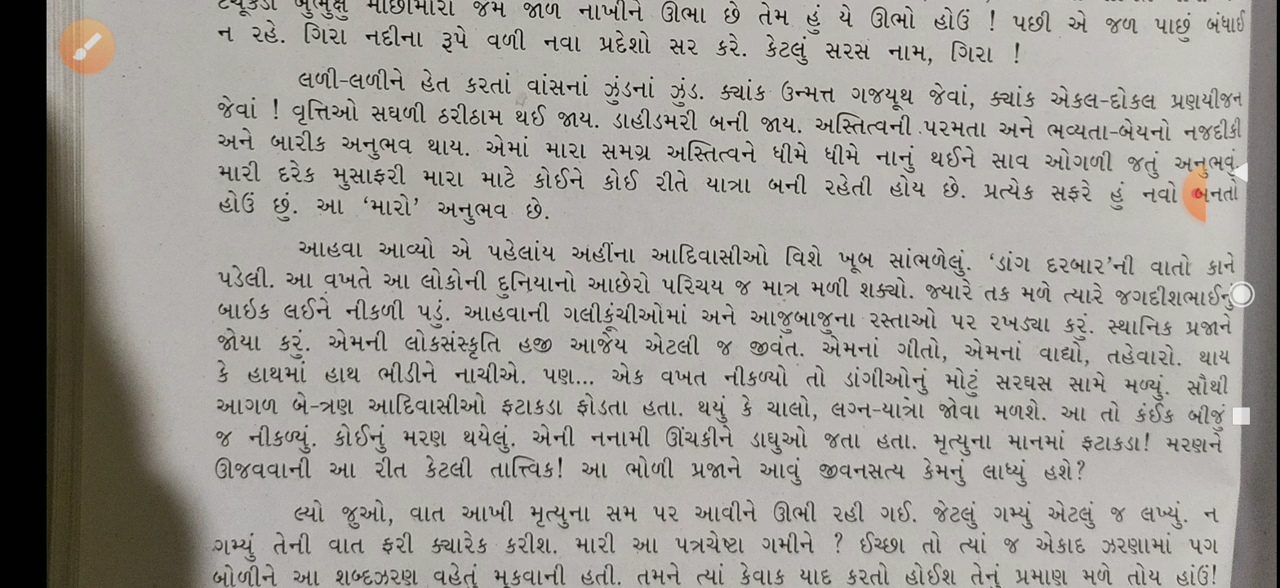 ટચૂકડા બુભુક્ષુ માછીમારો જેમ જાળ નાખીને ઊભા છે તેમ હું યે ઊભો હોઉં ! પછી એ જળ પાછું બંધાઈ
ન રહે. ગિરા નદીના રૂપે વળી નવા પ્રદેશો સર કરે. કેટલું સરસ નામ, ગિરા !
લળી-લળીને હેત કરતાં વાંસનાં ઝુંડનાં ઝુંડ. ક્યાંક ઉન્મત્ત ગજયૂથ જેવાં, ક્યાંક એકલ-દોકલ પ્રણયીજન
જેવાં ! વૃત્તિઓ સઘળી ઠરીઠામ થઈ જાય. ડાહીડમરી બની જાય. અસ્તિત્વની પરમતા અને ભવ્યતા-બેયનો નજદીકી
અને બારીક અનુભવ થાય. એમાં મારા સમગ્ર અસ્તિત્વને ધીમે ધીમે નાનું થઈને સાવ ઓગળી જતું અનુભવું.
મારી દરેક મુસાફરી મારા માટે કોઈને કોઈ રીતે યાત્રા બની રહેતી હોય છે. પ્રત્યેક સફરે હું નવો બનતો
હોઉં છું. આ ‘મારો’ અનુભવ છે.
આહવા આવ્યો એ પહેલાંય અહીંના આદિવાસીઓ વિશે ખૂબ સાંભળેલું. ‘ડાંગ દરબાર’ની વાતો કાને
પડેલી. આ વખતે આ લોકોની દુનિયાનો આછેરો પરિચય જ માત્ર મળી શક્યો. જ્યારે તક મળે ત્યારે જગદીશભાઈનું
બાઇક લઈને નીકળી પડું. આહવાની ગલીકૂંચીઓમાં અને આજુબાજુના રસ્તાઓ પર રખડ્યા કરું. સ્થાનિક પ્રજાને
જોયા કરું. એમની લોકસંસ્કૃતિ હજી આજેય એટલી જ જીવંત. એમનાં ગીતો, એમનાં વાદ્યો, તહેવારો. થાય
કે હાથમાં હાથ ભીડીને નાચીએ. પણ... એક વખત નીકળ્યો તો ડાંગીઓનું મોટું સરઘસ સામે મળ્યું. સૌથી
આગળ બે-ત્રણ આદિવાસીઓ ફટાકડા ફોડતા હતા. થયું કે ચાલો, લગ્ન-યાત્રા જોવા મળશે. આ તો કંઈક બીજું
જ નીકળ્યું. કોઈનું મરણ થયેલું. એની નનામી ઊંચકીને ડાઘુઓ જતા હતા. મૃત્યુના માનમાં ફટાકડા! મરણને
ઊજવવાની આ રીત કેટલી તાત્ત્વિક! આ ભોળી પ્રજાને આવું જીવનસત્ય કેમનું લાધ્યું હશે?
લ્યો જુઓ, વાત આખી મૃત્યુના સમ પર આવીને ઊભી રહી ગઈ. જેટલું ગમ્યું એટલું જ લખ્યું. ન
ગમ્યું તેની વાત ફરી ક્યારેક કરીશ. મારી આ પત્રચેષ્ટા ગમીને ? ઈચ્છા તો ત્યાં જ એકાદ ઝરણામાં પગ
બોળીને આ શબ્દઝરણ વહેતું મૂકવાની હતી. તમને ત્યાં કેવાક યાદ કરતો હોઈશ તેનું પ્રમાણ મળે તોય હાંઉં!